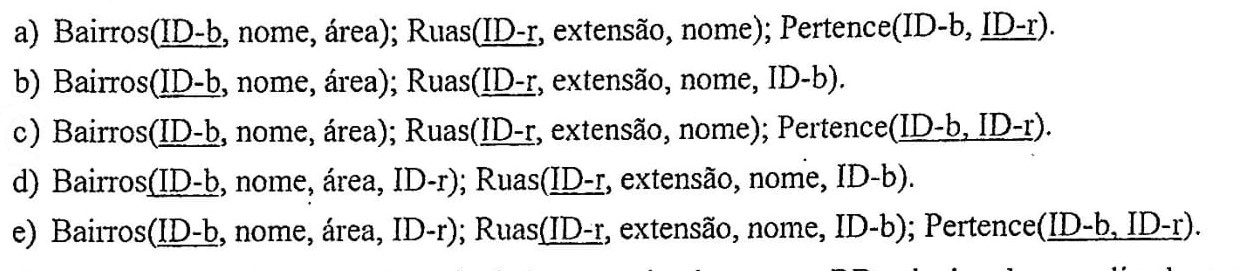 a) Bairros(ID-b, nome, área); Ruas(ID-r, extensão, nome); Pertence(ID-b, ID-r).
b) Bairros(ID-b, nome, área); Ruas(ID-r, extensão, nome, ID-b).
c) Bairros(ID-b, nome, área); Ruas(ID-r, extensão, nome); Pertence(ID-b, ID-r).
d) Bairros(ID-b, nome, área, ID-r); Ruas(ID-r, extensão, nome, ID-b).
e) Bairros(ID-b, nome, área, ID-r); Ruas(ID-r, extensão, nome, ID-b); Pertence(ID-b, ID-r).